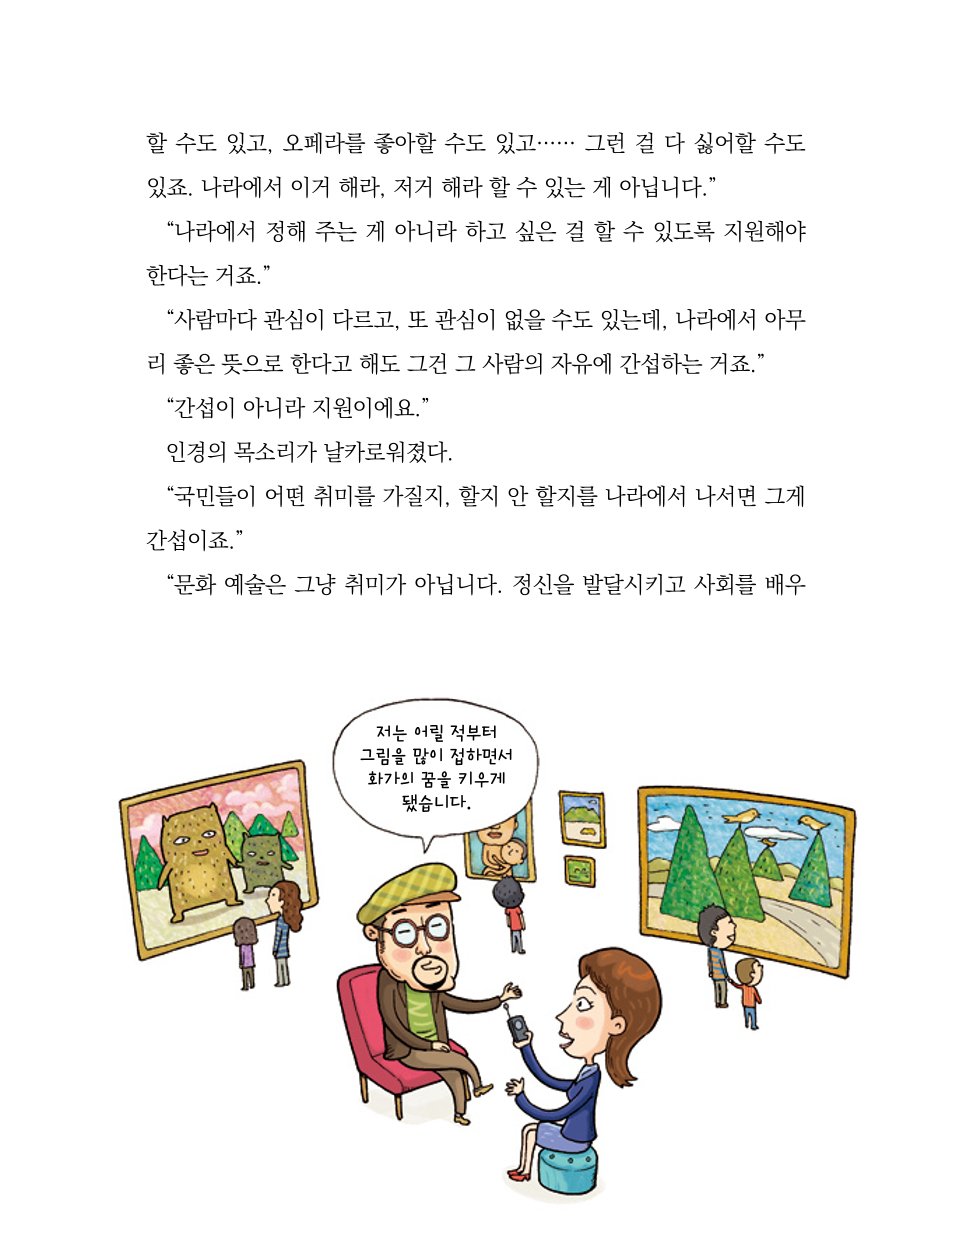 할 수도 있고, 오페라를 좋아할 수도 있고…… 그런 걸 다 싫어할 수도
있죠. 나라에서 이거 해라, 저거 해라 할 수 있는 게 아닙니다.”
“나라에서 정해 주는 게 아니라 하고 싶은 걸 할 수 있도록 지원해야
한다는 거죠.”
“사람마다 관심이 다르고, 또 관심이 없을 수도 있는데, 나라에서 아무
리 좋은 뜻으로 한다고 해도 그건 그 사람의 자유에 간섭하는 거죠.”
“간섭이 아니라 지원이에요.”
인경의 목소리가 날카로워졌다.
“국민들이 어떤 취미를 가질지, 할지 안 할지를 나라에서 나서면 그게
간섭이죠.”
“문화 예술은 그냥 취미가 아닙니다. 정신을 발달시키고 사회를 배우
저는 어릴 적부터
그림을 많이 접하면서
화가의 꿈을 키우게
됐습니다.